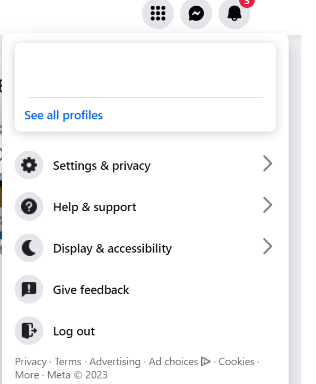 3
See all profiles
Settings & privacy
Help & support
Display & accessibility
Give feedback
Log out
Privacy · Terms · Advertising · Ad choices · Cookies ·
More · Meta © 2023